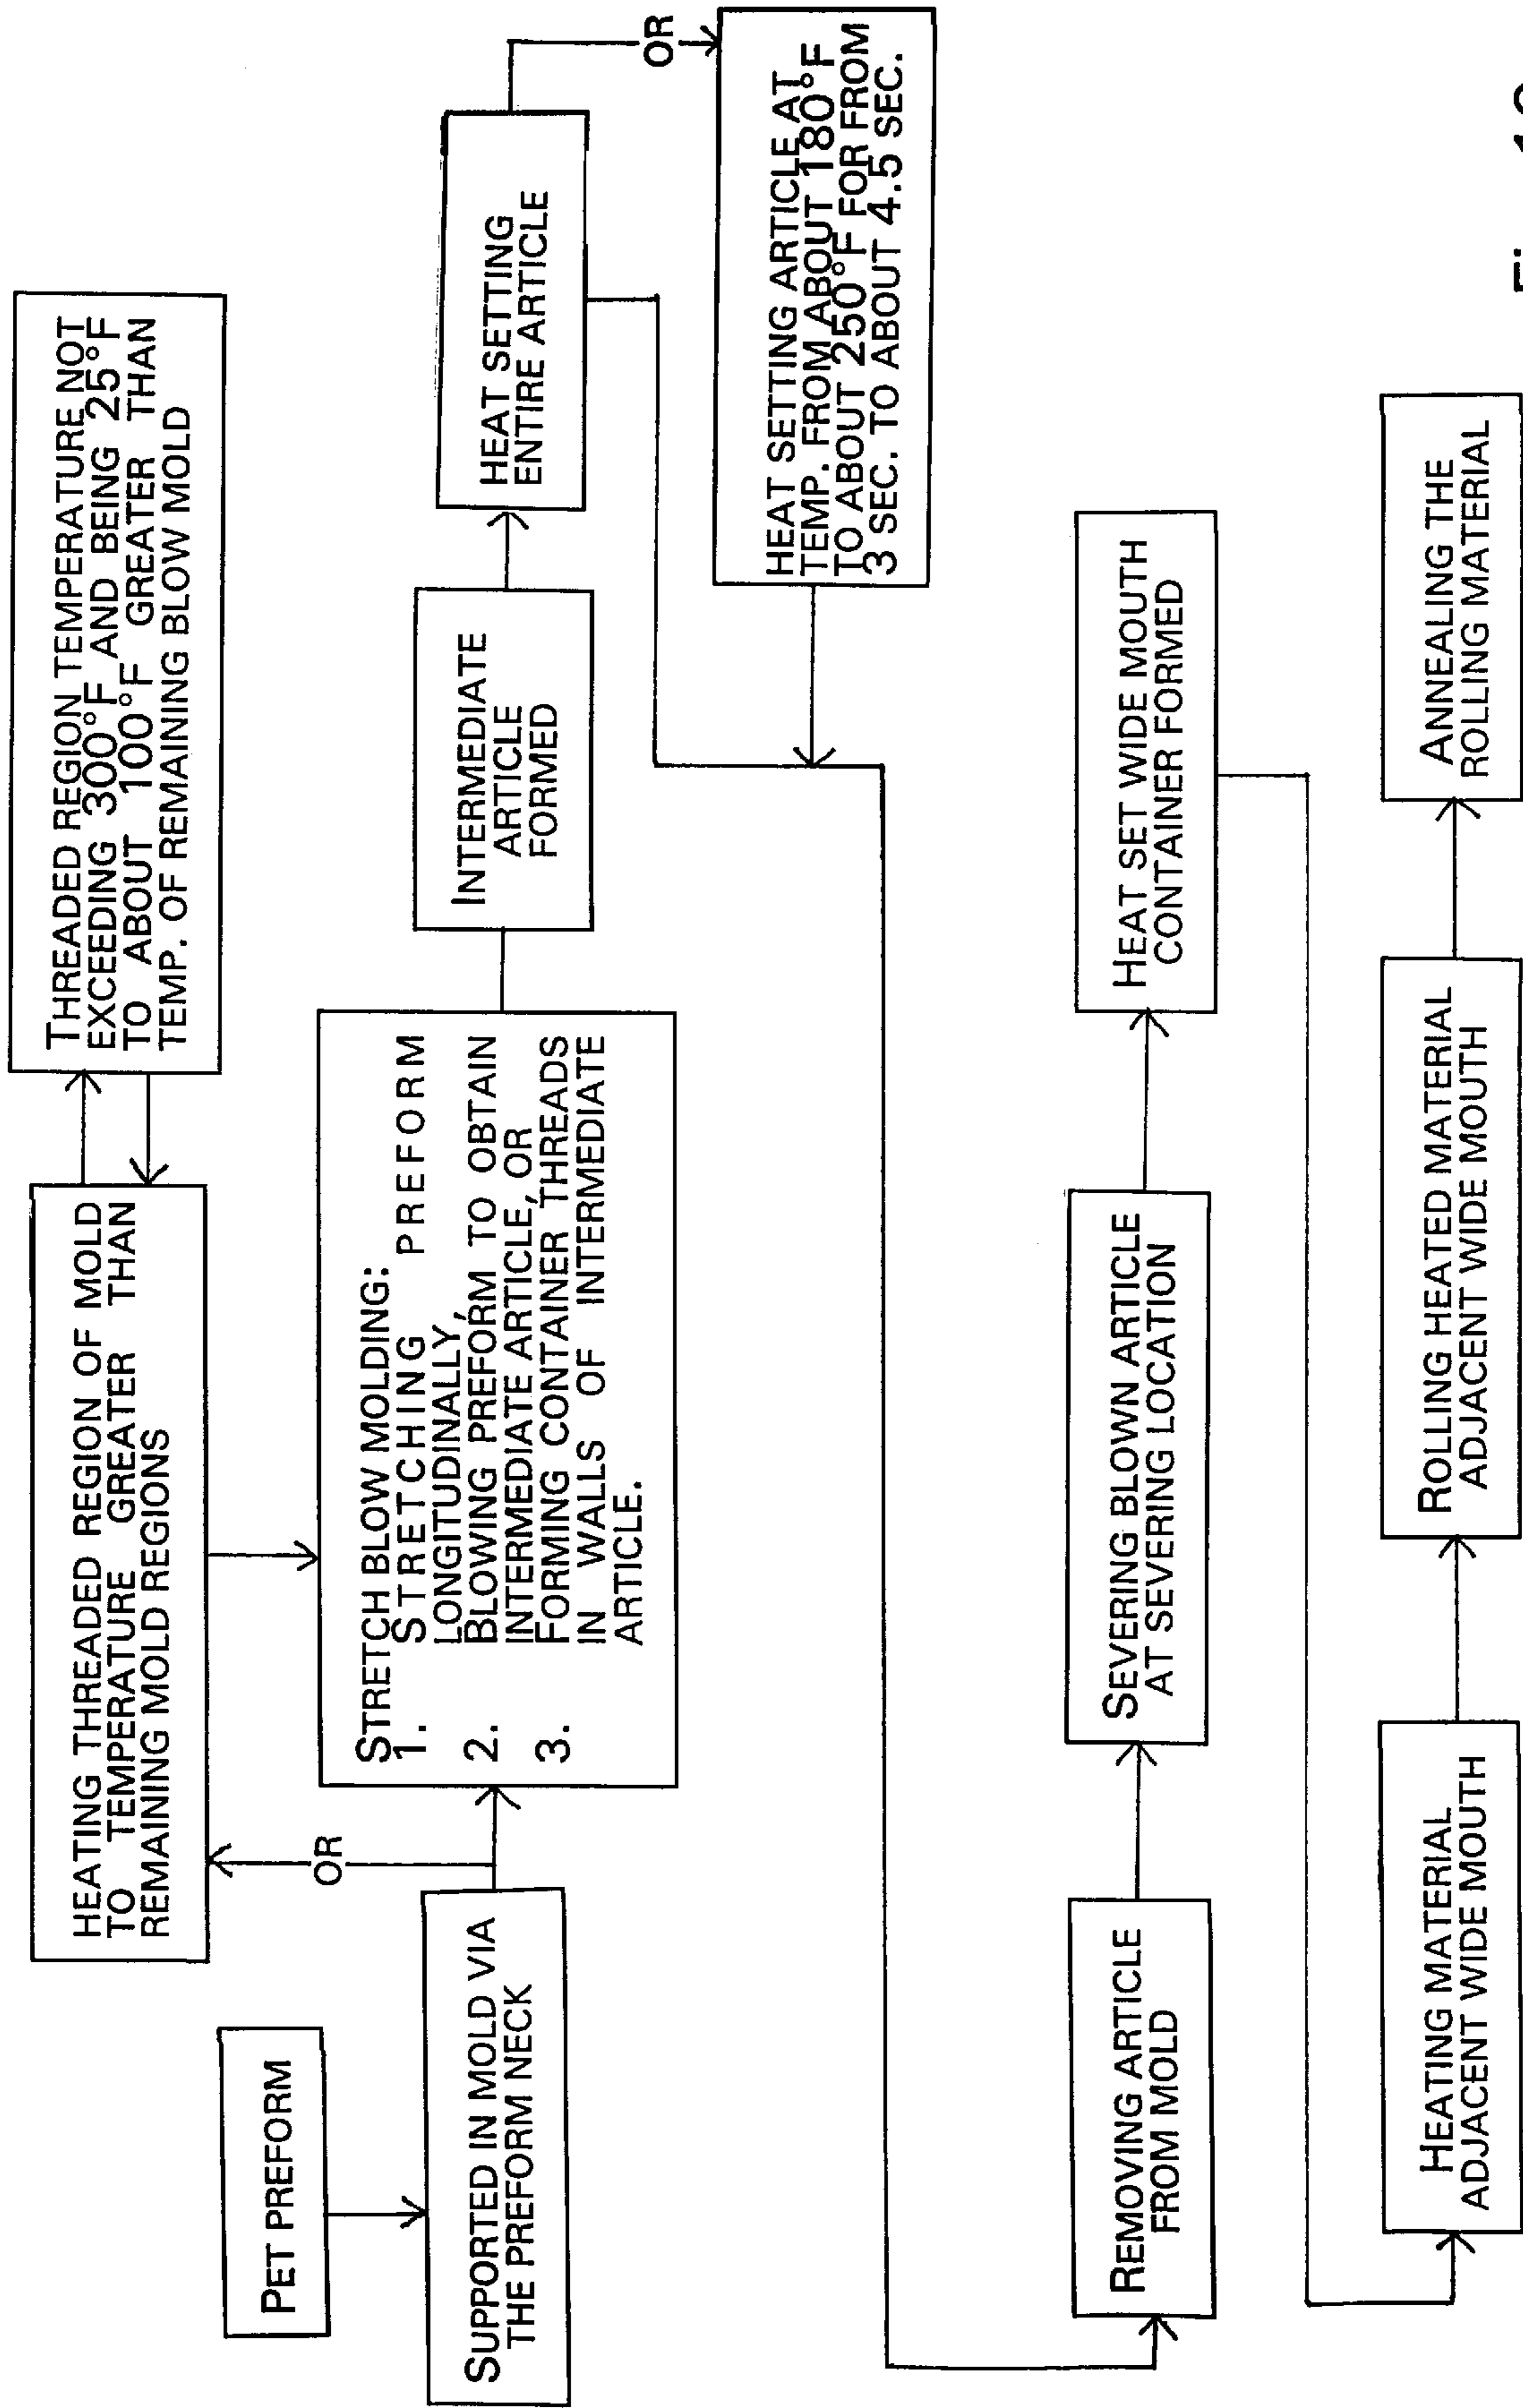 PET PREFORM
SUPPORTED IN MOLD VIA
THE PREFORM NECK
OR
HEATING THREADED REGION OF MOLD
TO TEMPERATURE GREATER THAN
REMAINING MOLD REGIONS
THREADED REGION TEMPERATURE NOT
EXCEEDING 300°F AND BEING 25°F
TO ABOUT 100°F GREATER THAN
TEMP. OF REMAINING BLOW MOLD
STRETCH BLOW MOLDING:
1. STRETCHING PREFORM
LONGITUDINALLY,
2. BLOWING PREFORM TO OBTAIN
INTERMEDIATE ARTICLE, OR
3. FORMING CONTAINER THREADS
IN WALLS OF INTERMEDIATE
ARTICLE.
INTERMEDIATE
ARTICLE
FORMED
HEAT SETTING
ENTIRE ARTICLE
OR
HEAT SETTING ARTICLE AT
TEMP. FROM ABOUT 180°F
TO ABOUT 250°F FOR FROM
3 SEC. TO ABOUT 4.5 SEC.
REMOVING ARTICLE
FROM MOLD
SEVERING BLOWN ARTICLE
AT SEVERING LOCATION
HEAT SET WIDE MOUTH
CONTAINER FORMED
HEATING MATERIAL
ADJACENT WIDE MOUTH
ROLLING HEATED MATERIAL
ADJACENT WIDE MOUTH
ANNEALING THE
ROLLING MATERIAL